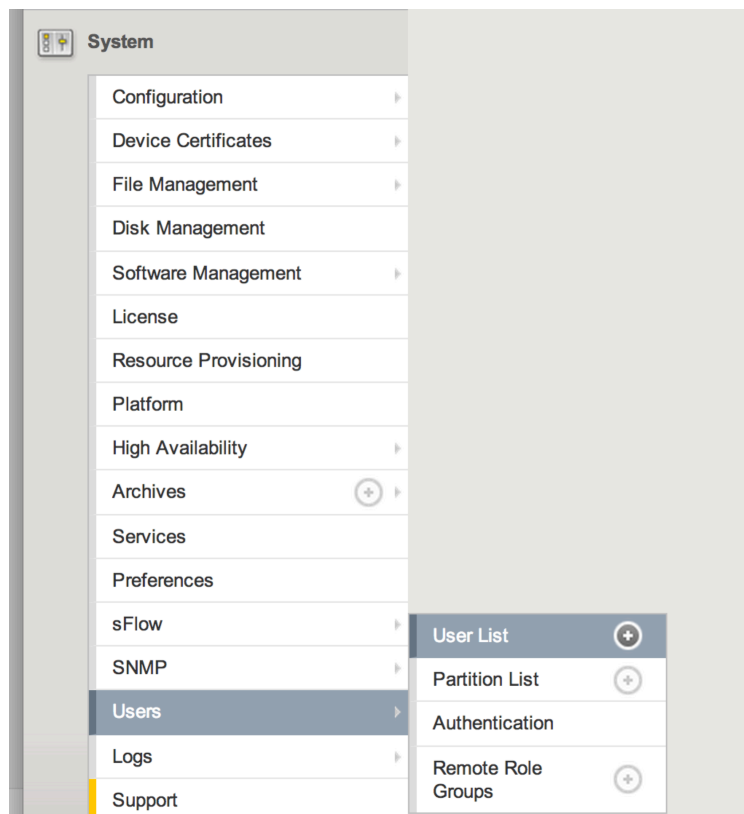 System
Configuration
Device Certificates
File Management
Disk Management
Software Management
License
Resource Provisioning
Platform
High Availability
Archives
Services
Preferences
sFlow
SNMP
Users
Logs
Support
User List
Partition List
Authentication
Remote Role
Groups